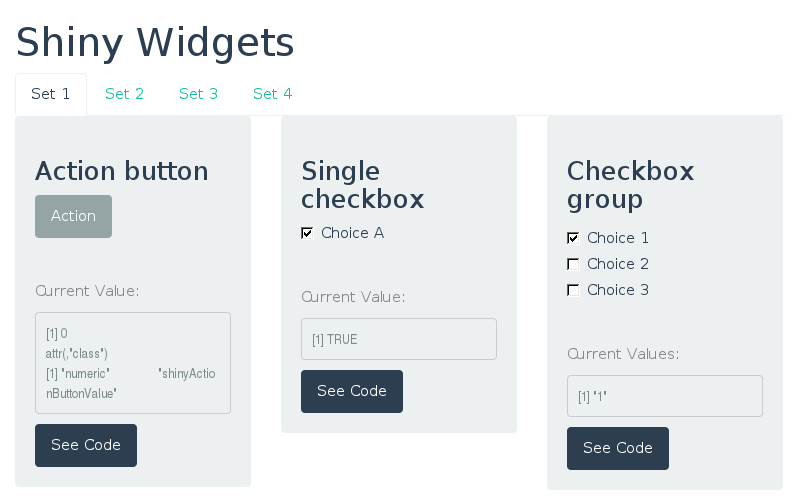 Shiny Widgets
Set 1 Set 2 Set 3 Set 4
Action button
Action
Current Value:
[1] 0
attr(,"class")
[1] "numeric" "shinyActio
nButtonValue"
See Code
Single
checkbox
Choice A
Current Value:
[1] TRUE
See Code
Checkbox
group
Choice 1
Choice 2
Choice 3
Current Values:
[1] "1"
See Code